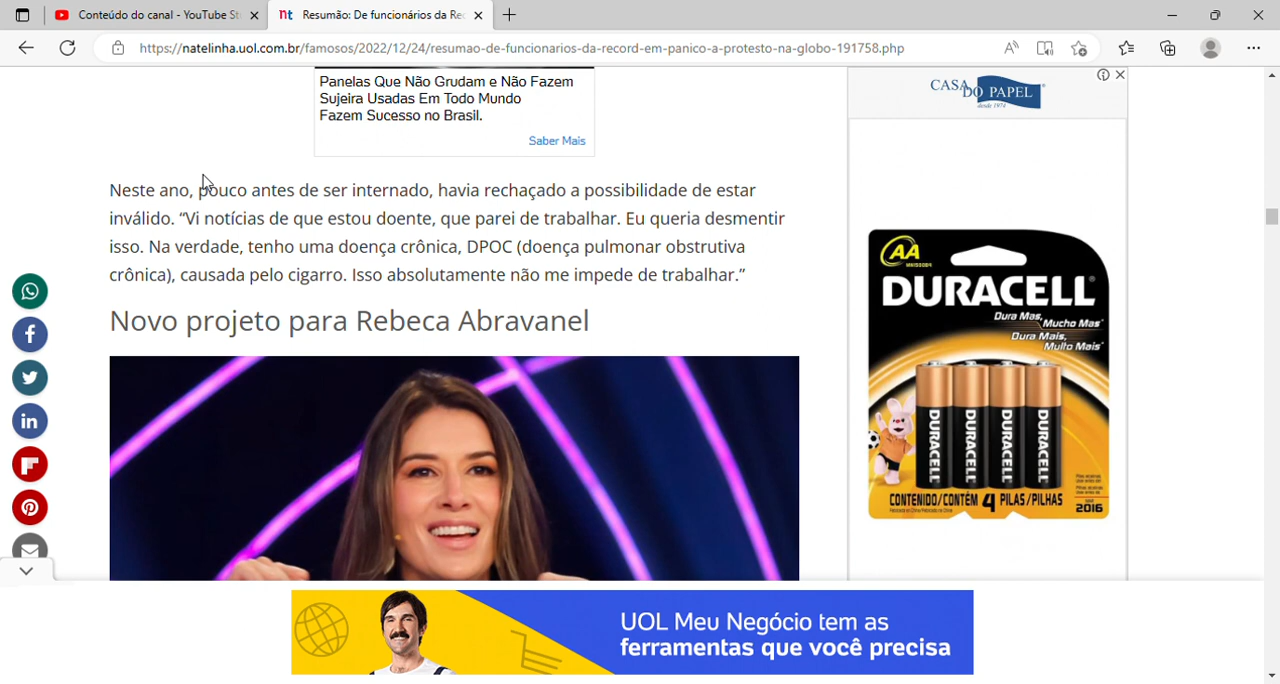 Conteúdo do canal - YouTube St
Resumão: De funcionários da Rec
https://natelinha.uol.com.br/famosos/2022/12/24/resumao-de-funcionarios-da-record-em-panico-a-protesto-na-globo-191758.php
Panelas Que Não Grudam e Não Fazem
Sujeira Usadas Em Todo Mundo
Fazem Sucesso no Brasil.
Saber Mais
Neste ano, pouco antes de ser internado, havia rechaçado a possibilidade de estar
inválido. “Vi notícias de que estou doente, que parei de trabalhar. Eu queria desmentir
isso. Na verdade, tenho uma doença crônica, DPOC (doença pulmonar obstrutiva
crônica), causada pelo cigarro. Isso absolutamente não me impede de trabalhar.”
Novo projeto para Rebeca Abravanel
CASA
DO PAPEL
desde 1974
AA
DURACELL
Dura Mas, Mucho Mas
Dura Mais,
Muito Mais
DURACELL
DURACELL
DURACELL
DURACELL
CONTENIDO/CONTÉM 4 PILAS/PILHAS
2016
UOL Meu Negócio tem as
ferramentas que você precisa